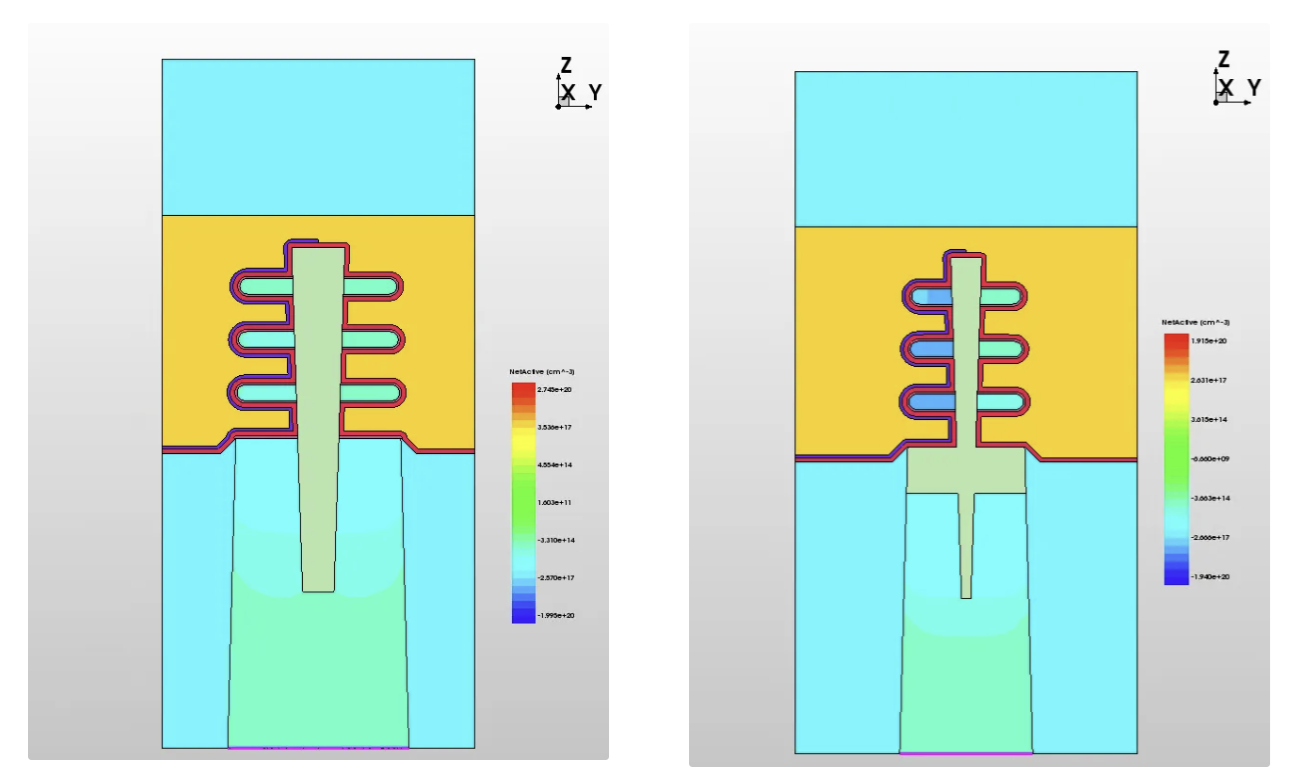 Z
X Y
NetActive (cm^-3)
2.745e+20
3.536e+17
4.554e+14
1.603e+11
-3.310e+14
-2.570e+17
-1.995e+20
Z
X Y
NetActive (cm^-3)
1.915e+20
2.631e+17
3.615e+14
-6.660e+09
-3.663e+14
-2.666e+17
-1.940e+20